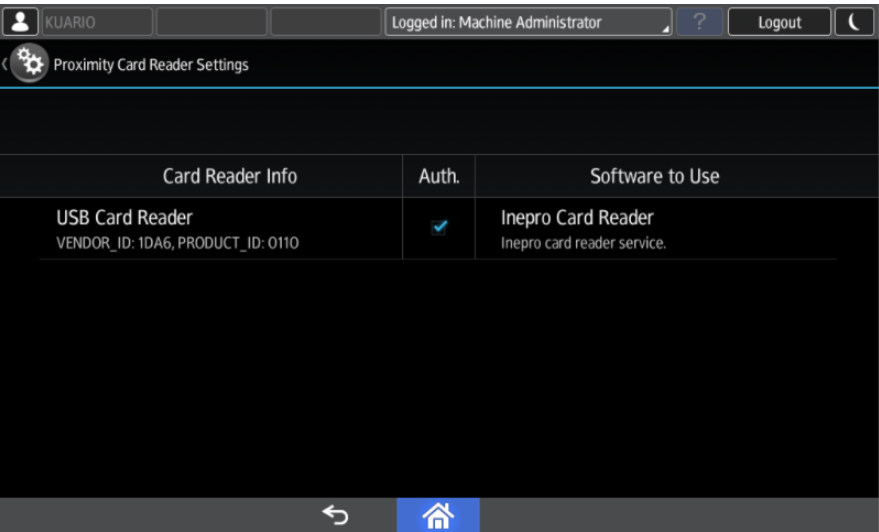 KUARIO
Logged in: Machine Administrator
?
Logout
Proximity Card Reader Settings
Card Reader Info
Auth.
Software to Use
USB Card Reader
VENDOR_ID: 1DA6, PRODUCT_ID: 0110
Inepro Card Reader
Inepro card reader service.